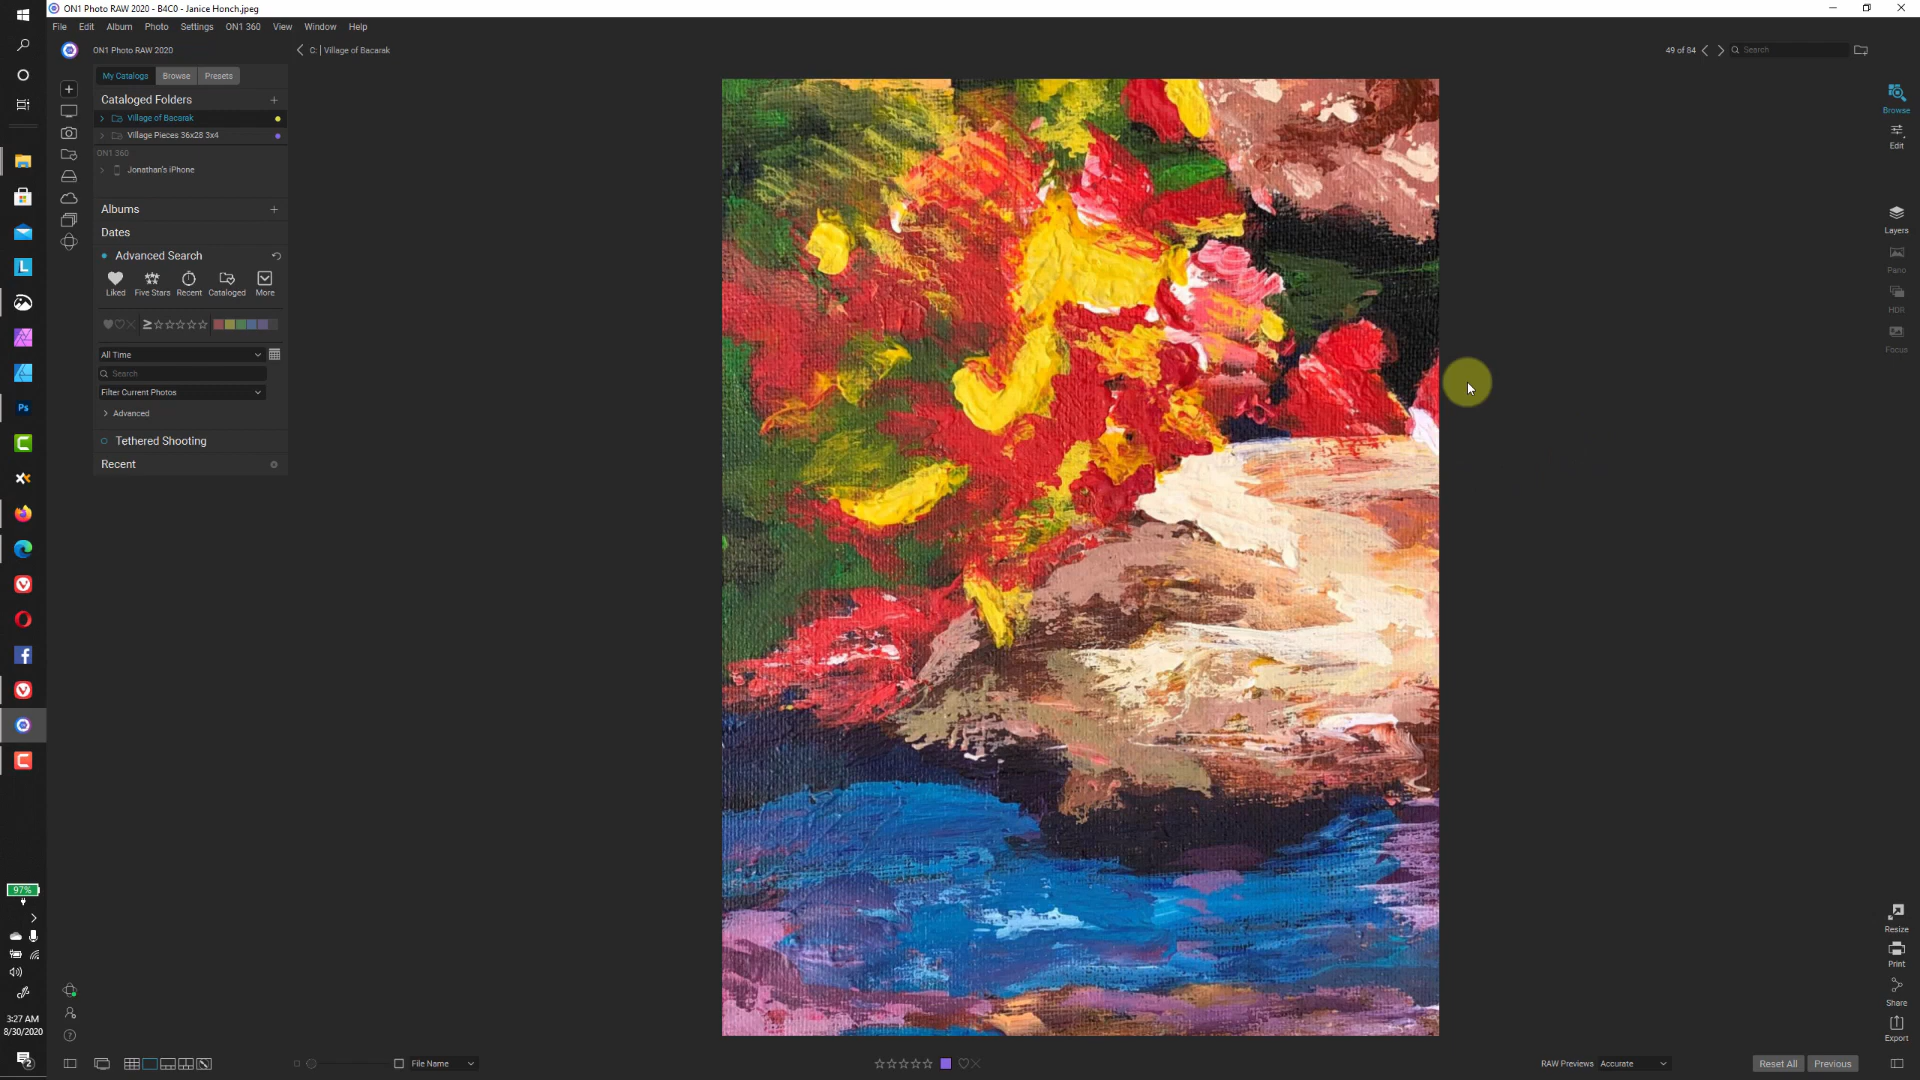 ON1 Photo RAW 2020 - B4C0 - Janice Honch.jpeg
File Edit Album Photo Settings ON1 360 View Window Help
ON1 Photo RAW 2020
C: | Village of Bacarak
49 of 84
Search
My Catalogs Browse Presets
Cataloged Folders
Village of Bacarak
Village Pieces 36x28 3x4
ON1 360
Jonathan's iPhone
Albums
Dates
Advanced Search
Liked Five Stars Recent Cataloged More
All Time
Search
Filter Current Photos
Advanced
Tethered Shooting
Recent
Browse
Edit
Layers
Pano
HDR
Focus
Resize
Print
Share
Export
L
Ps
97%
3:27 AM
8/30/2020
2
File Name
RAW Previews Accurate
Reset All Previous